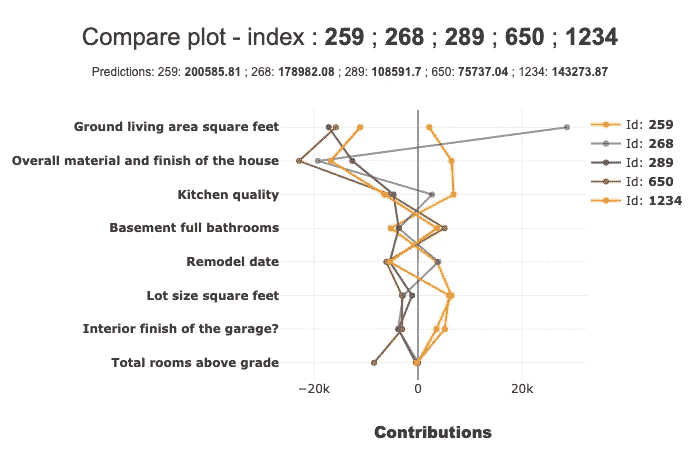 Compare plot - index : 259 ; 268 ; 289 ; 650 ; 1234
Predictions: 259: 200585.81 ; 268: 178982.08 ; 289: 108591.7 ; 650: 75737.04 ; 1234: 143273.87
Ground living area square feet
Overall material and finish of the house
Kitchen quality
Basement full bathrooms
Remodel date
Lot size square feet
Interior finish of the garage?
Total rooms above grade
Id: 259
Id: 268
Id: 289
Id: 650
Id: 1234
−20k 0 20k
Contributions